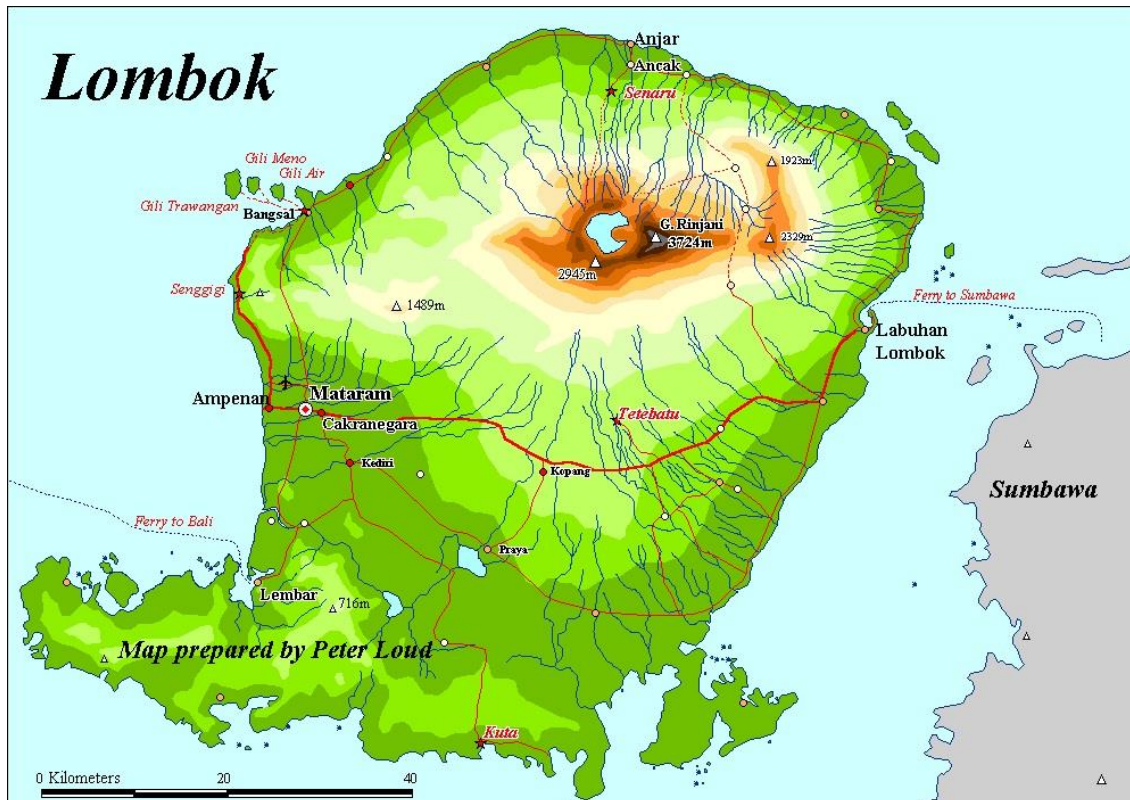 Lombok
Anjar
Ancak
Senaru
Gili Meno
Gili Air
Gili Trawangan
Bangsal
1923m
G. Rinjani
3724m
2329m
2945m
Senggigi
1489m
Ferry to Sumbawa
Labuhan
Lombok
Ampenan
Mataram
Cakranegara
Tetebatu
Kediri
Kopang
Sumbawa
Ferry to Bali
Praya
Lembar
716m
Map prepared by Peter Loud
Kuta
0 Kilometers 20 40